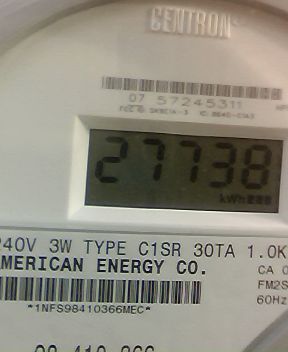 CENTRON
07 57245311
27738
kWh
240V 3W TYPE C1SR 30TA 1.0K
AMERICAN ENERGY CO.
CA 0
FM2S
60Hz
*1NFS98410366MEC*